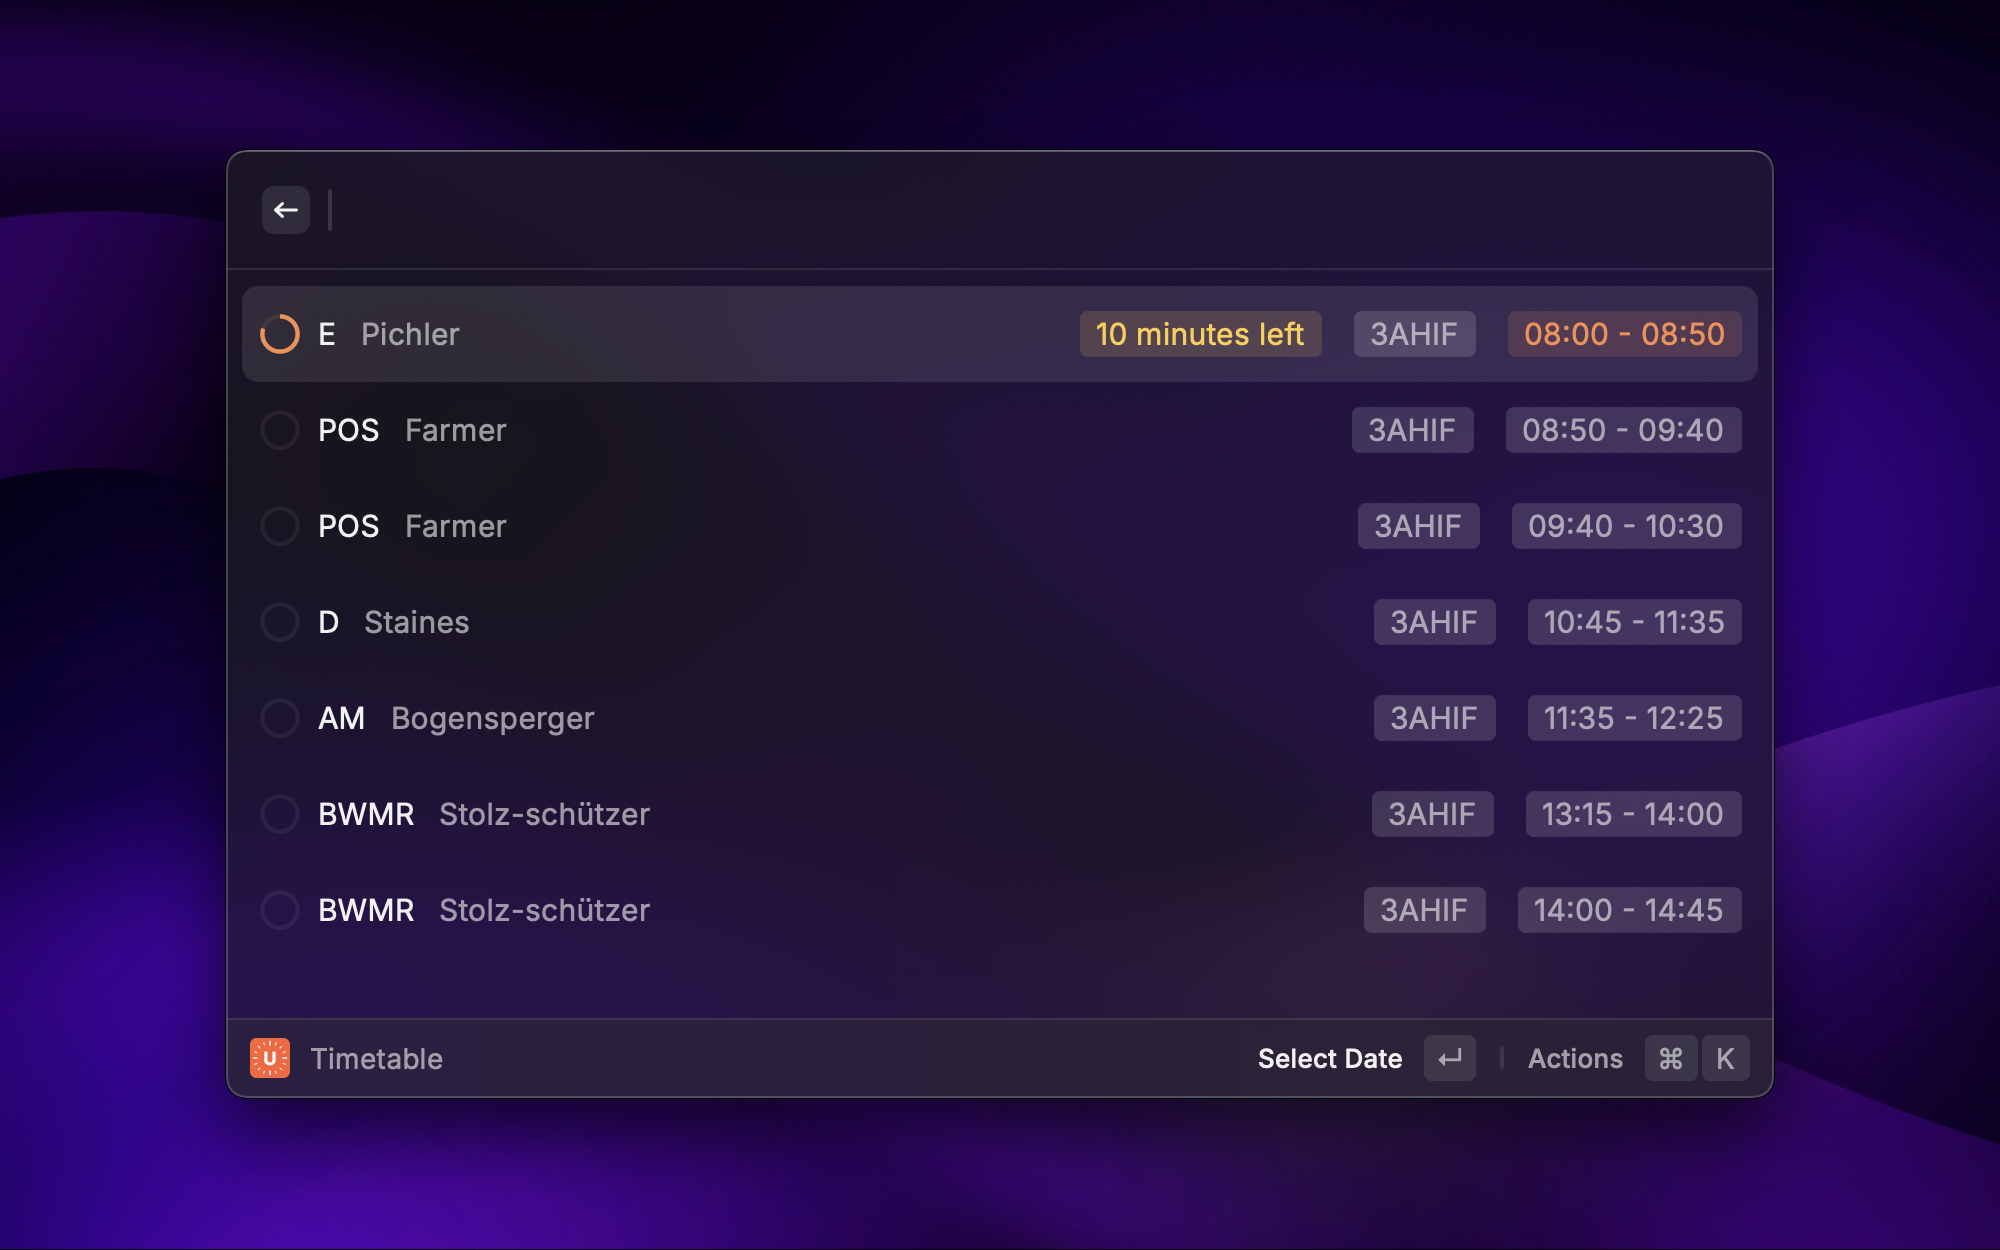 E Pichler 10 minutes left 3AHIF 08:00 - 08:50
POS Farmer 3AHIF 08:50 - 09:40
POS Farmer 3AHIF 09:40 - 10:30
D Staines 3AHIF 10:45 - 11:35
AM Bogensperger 3AHIF 11:35 - 12:25
BWMR Stolz-schützer 3AHIF 13:15 - 14:00
BWMR Stolz-schützer 3AHIF 14:00 - 14:45
U Timetable Select Date ↵ Actions ⌘ K